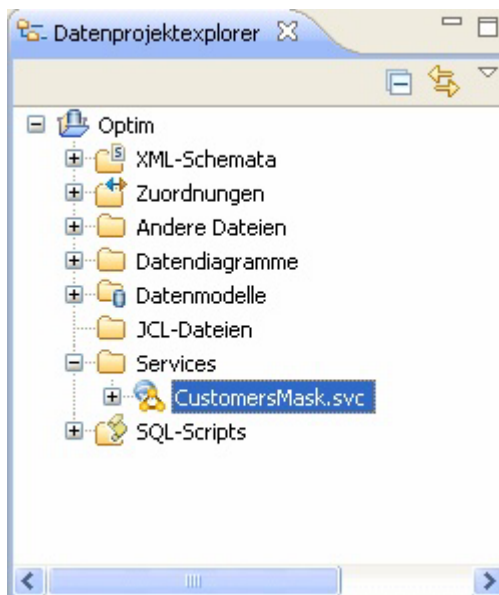 Datenprojektexplorer
Optim
XML-Schemata
Zuordnungen
Andere Dateien
Datendiagramme
Datenmodelle
JCL-Dateien
Services
CustomersMask.svc
SQL-Scripts